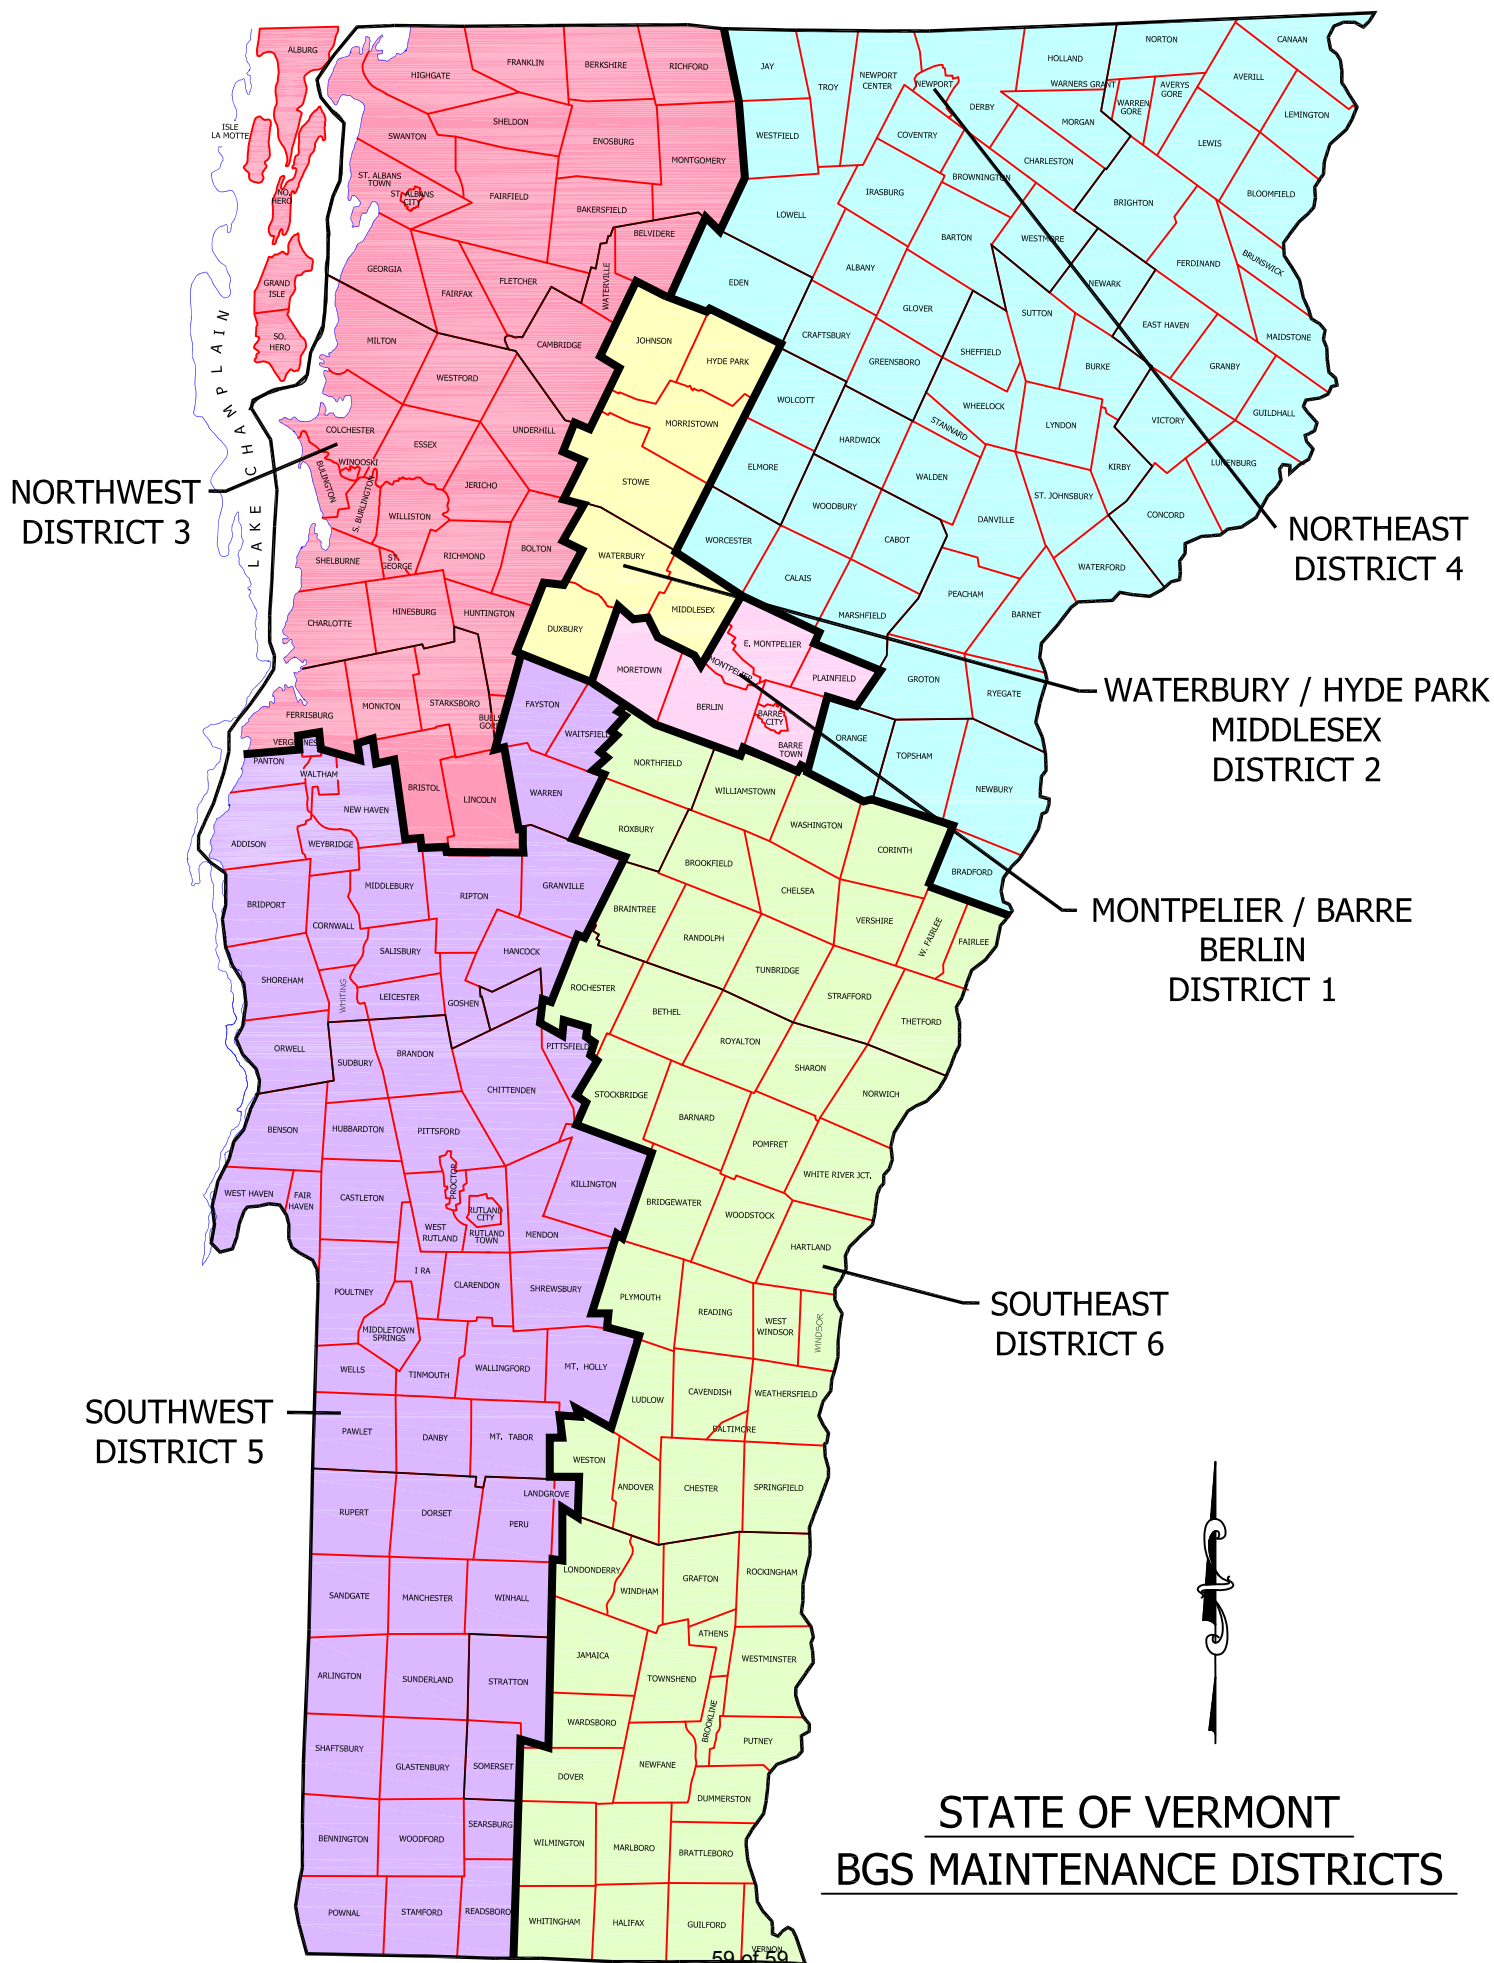 ALBURG
HIGHGATE
FRANKLIN
BERKSHIRE
RICHFORD
JAY
TROY
NEWPORT
CENTER
NEWPORT
DERBY
HOLLAND
WARNERS GRANT
NORTON
WARREN
GORE
AVERYS
GORE
AVERILL
CANAAN
LEMINGTON
ISLE
LA MOTTE
NO.
HERO
SWANTON
SHELDON
ENOSBURG
MONTGOMERY
WESTFIELD
COVENTRY
MORGAN
CHARLESTON
LEWIS
BLOOMFIELD
ST. ALBANS
TOWN
ST. ALBANS
CITY
FAIRFIELD
BAKERSFIELD
BELVIDERE
LOWELL
IRASBURG
BROWNINGTON
BRIGHTON
BARTON
WESTMORE
FERDINAND
BRUNSWICK
GRAND
ISLE
GEORGIA
FAIRFAX
FLETCHER
WATERVILLE
EDEN
ALBANY
GLOVER
NEWARK
SUTTON
EAST HAVEN
MAIDSTONE
SO.
HERO
MILTON
WESTFORD
CAMBRIDGE
JOHNSON
HYDE PARK
CRAFTSBURY
GREENSBORO
SHEFFIELD
BURKE
GRANBY
GUILDHALL
LAKE CHAMPLAIN
COLCHESTER
ESSEX
UNDERHILL
MORRISTOWN
WOLCOTT
HARDWICK
STANNARD
WHEELOCK
LYNDON
VICTORY
KIRBY
LUNENBURG
WINOOSKI
BULINGTON
S. BURLINGTON
WILLISTON
JERICHO
STOWE
ELMORE
WOODBURY
WALDEN
DANVILLE
ST. JOHNSBURY
CONCORD
NORTHWEST
DISTRICT 3
NORTHEAST
DISTRICT 4
SHELBURNE
ST.
GEORGE
RICHMOND
BOLTON
WATERBURY
WORCESTER
CALAIS
CABOT
WATERFORD
PEACHAM
BARNET
CHARLOTTE
HINESBURG
HUNTINGTON
DUXBURY
MIDDLESEX
MARSHFIELD
E. MONTPELIER
MONTPELIER
PLAINFIELD
MORETOWN
BERLIN
BARRE
CITY
BARRE
TOWN
GROTON
RYEGATE
WATERBURY / HYDE PARK
MIDDLESEX
DISTRICT 2
FERRISBURG
MONKTON
STARKSBORO
BUELS
GORE
FAYSTON
WAITSFIELD
ORANGE
TOPSHAM
NEWBURY
VERGENNES
PANTON
WALTHAM
NEW HAVEN
BRISTOL
LINCOLN
WARREN
NORTHFIELD
WILLIAMSTOWN
WASHINGTON
CORINTH
BRADFORD
ADDISON
WEYBRIDGE
MIDDLEBURY
RIPTON
GRANVILLE
ROXBURY
BROOKFIELD
CHELSEA
VERSHIRE
W. FAIRLEE
FAIRLEE
BRIDPORT
CORNWALL
SALISBURY
HANCOCK
BRAINTREE
RANDOLPH
TUNBRIDGE
STRAFFORD
THETFORD
MONTPELIER / BARRE
BERLIN
DISTRICT 1
SHOREHAM
WHITING
LEICESTER
GOSHEN
ROCHESTER
BETHEL
ROYALTON
SHARON
NORWICH
ORWELL
SUDBURY
BRANDON
CHITTENDEN
PITTSFIELD
STOCKBRIDGE
BARNARD
POMFRET
WHITE RIVER JCT.
BENSON
HUBBARDTON
PITTSFORD
WEST HAVEN
FAIR
HAVEN
CASTLETON
PROCTOR
WEST
RUTLAND
RUTLAND
CITY
RUTLAND
TOWN
MENDON
KILLINGTON
BRIDGEWATER
WOODSTOCK
HARTLAND
POULTNEY
I RA
CLARENDON
SHREWSBURY
PLYMOUTH
READING
WEST
WINDSOR
WINDSOR
SOUTHEAST
DISTRICT 6
MIDDLETOWN
SPRINGS
WELLS
TINMOUTH
WALLINGFORD
MT. HOLLY
LUDLOW
CAVENDISH
WEATHERSFIELD
BALTIMORE
SOUTHWEST
DISTRICT 5
PAWLET
DANBY
MT. TABOR
WESTON
ANDOVER
CHESTER
SPRINGFIELD
LANDGROVE
RUPERT
DORSET
PERU
LONDONDERRY
WINDHAM
GRAFTON
ROCKINGHAM
SANDGATE
MANCHESTER
WINHALL
ATHENS
JAMAICA
TOWNSHEND
WESTMINSTER
ARLINGTON
SUNDERLAND
STRATTON
WARDSBORO
BROOKLINE
PUTNEY
SHAFTSBURY
GLASTENBURY
SOMERSET
DOVER
NEWFANE
DUMMERSTON
BENNINGTON
WOODFORD
SEARSBURG
WILMINGTON
MARLBORO
BRATTLEBORO
POWNAL
STAMFORD
READSBORO
WHITINGHAM
HALIFAX
GUILFORD
VERNON
STATE OF VERMONT
BGS MAINTENANCE DISTRICTS
59 of 59